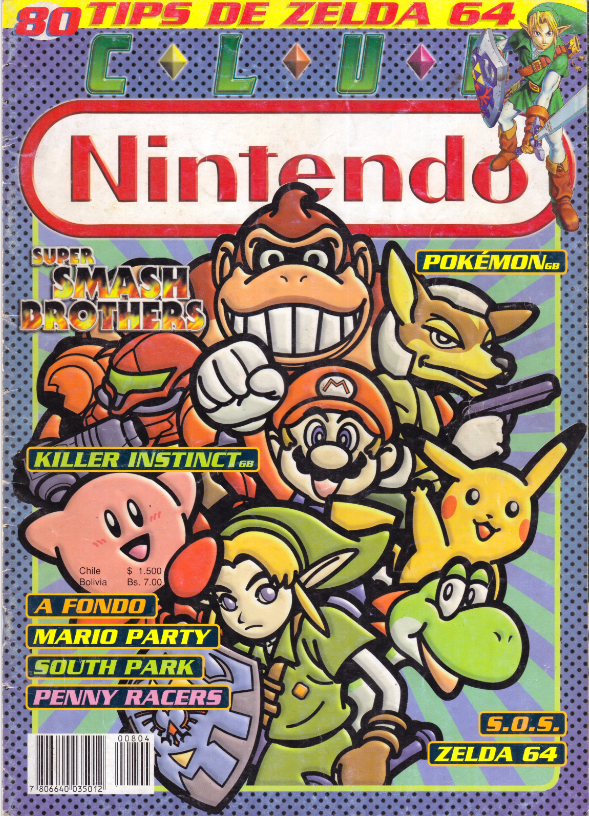 80 TIPS DE ZELDA 64
CLU
Nintendo
SUPER
SMASH
BROTHERS
POKÉMON GB
M
KILLER INSTINCT GB
Chile $ 1.500
Bolivia Bs. 7.00
A FONDO
MARIO PARTY
SOUTH PARK
PENNY RACERS
S.O.S.
ZELDA 64
00804
7 806640 035012